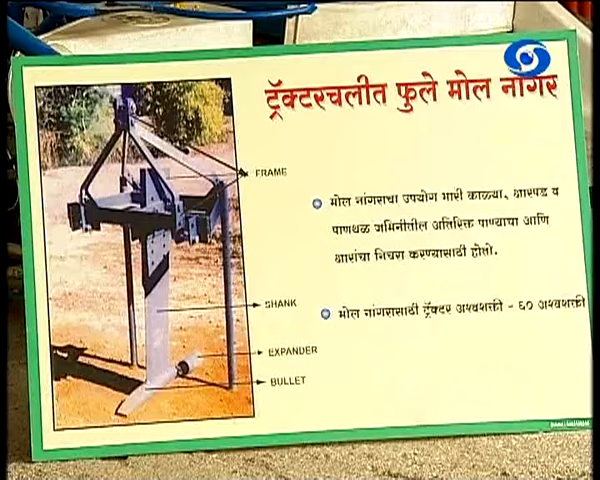 ट्रॅक्टरचलीत फुले मोल नांगर
FRAME
मोल नांगराचा उपयोग भारी काळ्या, क्षारपड व
पाणथळ जमिनीतील अतिरिक्त पाण्याचा आणि
क्षारांचा निचरा करण्यासाठी होतो.
SHANK
मोल नांगरासाठी ट्रॅक्टर अश्वशक्ती - ६० अश्वशक्ती
EXPANDER
BULLET